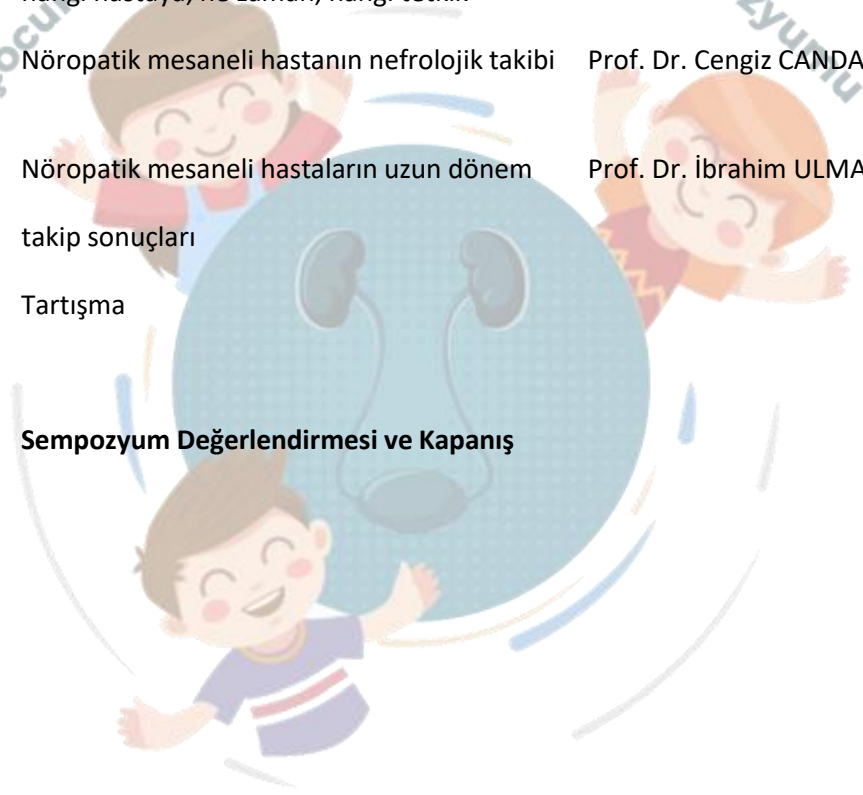 Nöropatik mesaneli hastanın nefrolojik takibi Prof. Dr. Cengiz CANDA
Nöropatik mesaneli hastaların uzun dönem Prof. Dr. İbrahim ULMA
takip sonuçları
Tartışma
Sempozyum Değerlendirmesi ve Kapanış